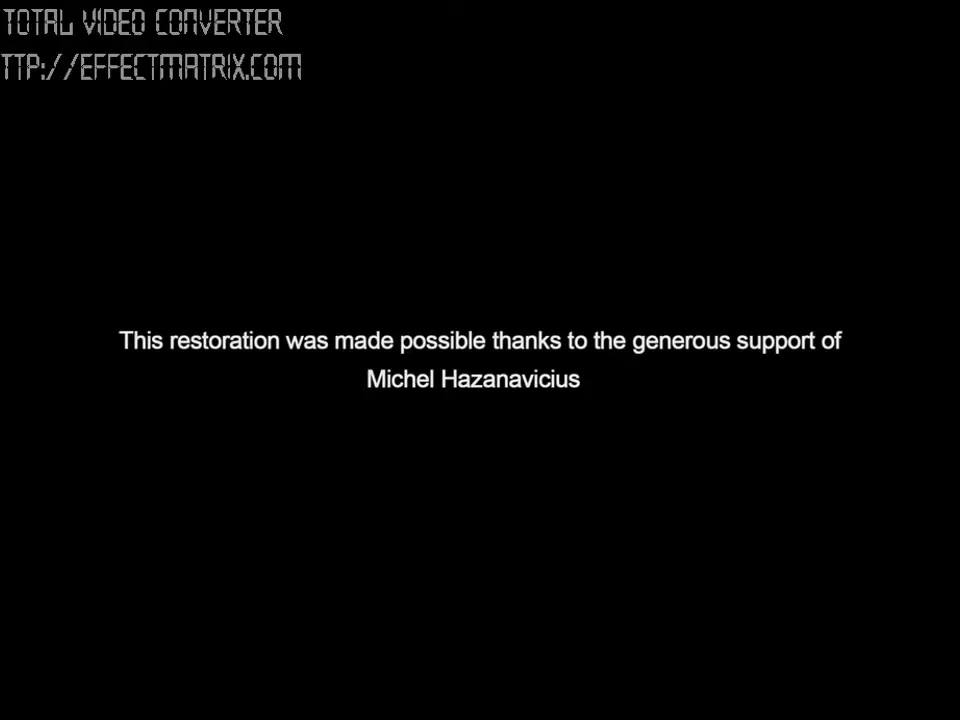 TOTAL VIDEO CONVERTER
TTP://EFFECTMATRIX.COM
This restoration was made possible thanks to the generous support of
Michel Hazanavicius